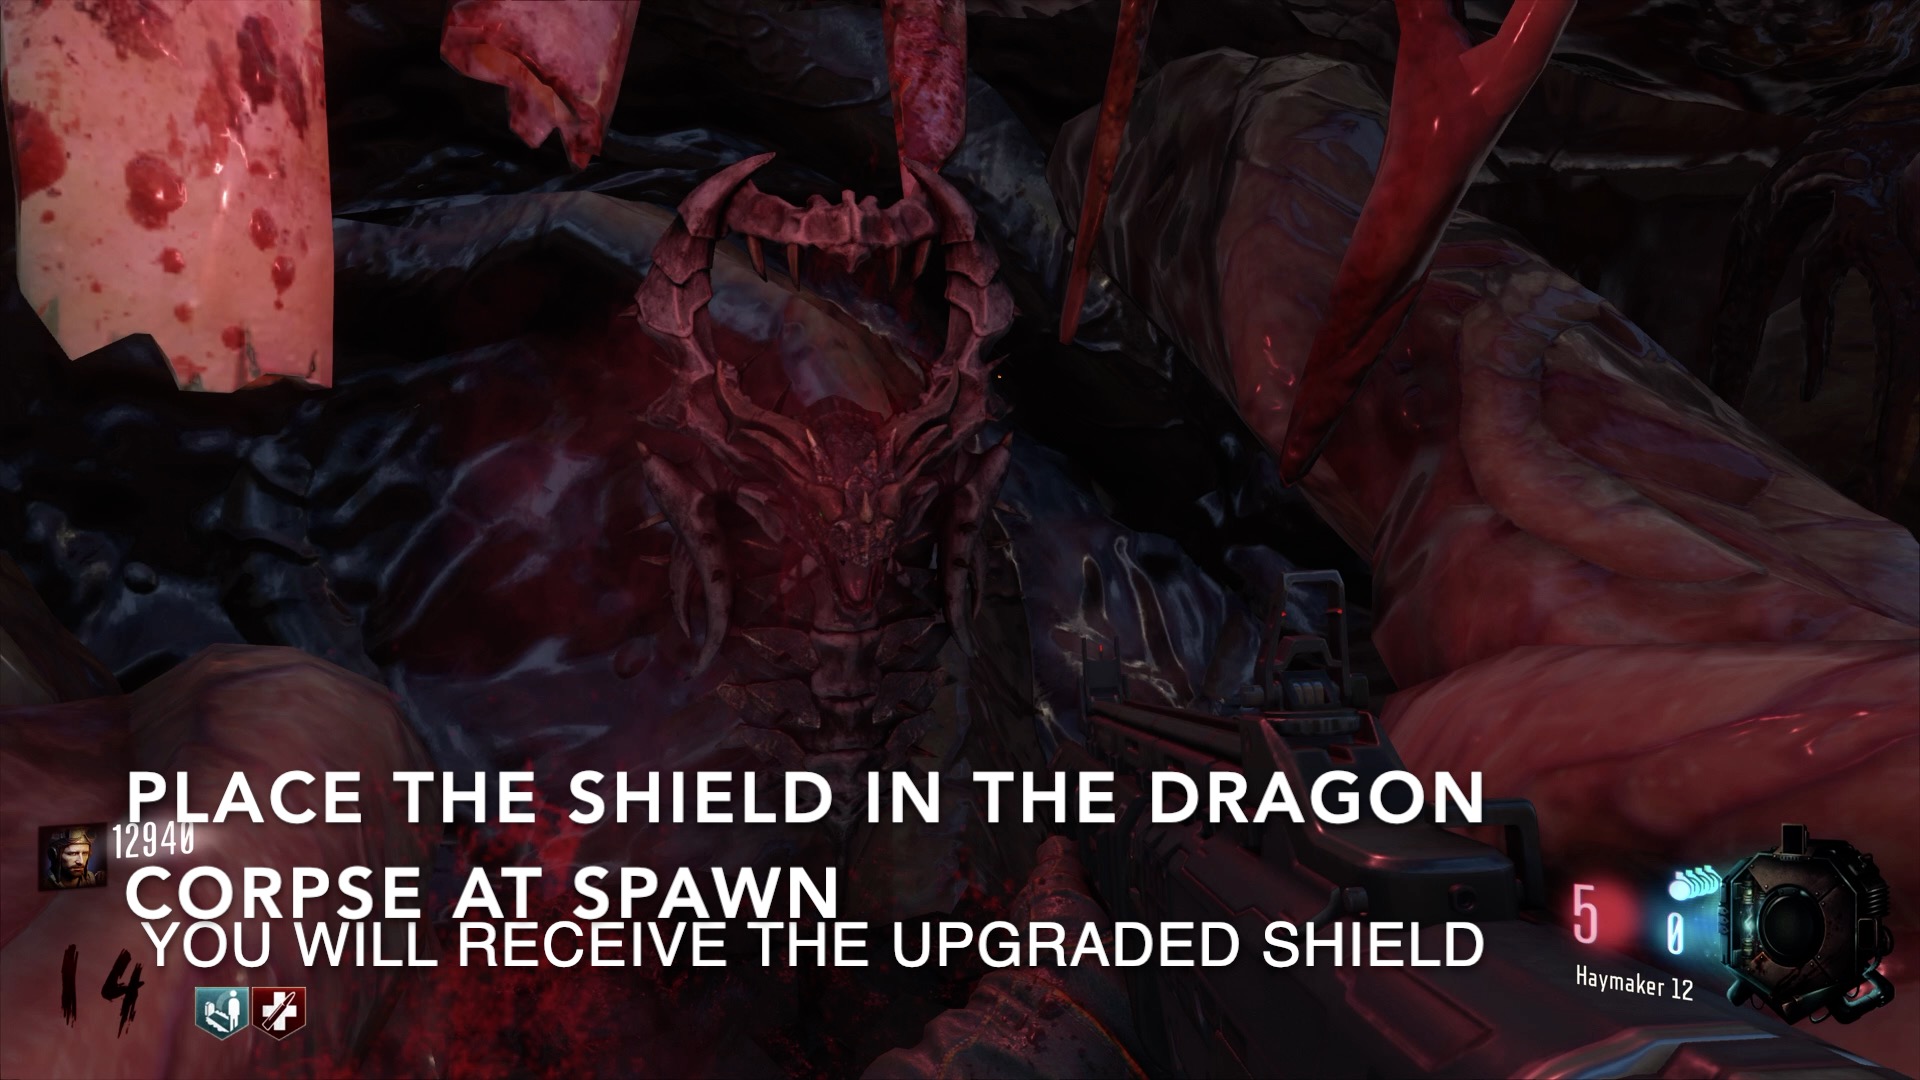 PLACE THE SHIELD IN THE DRAGON
12940
CORPSE AT SPAWN
YOU WILL RECEIVE THE UPGRADED SHIELD
14
5
0
Haymaker 12